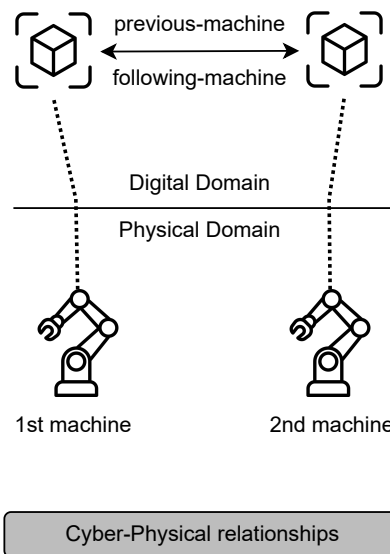 previous-machine
following-machine
Digital Domain
Physical Domain
1st machine
2nd machine
Cyber-Physical relationships